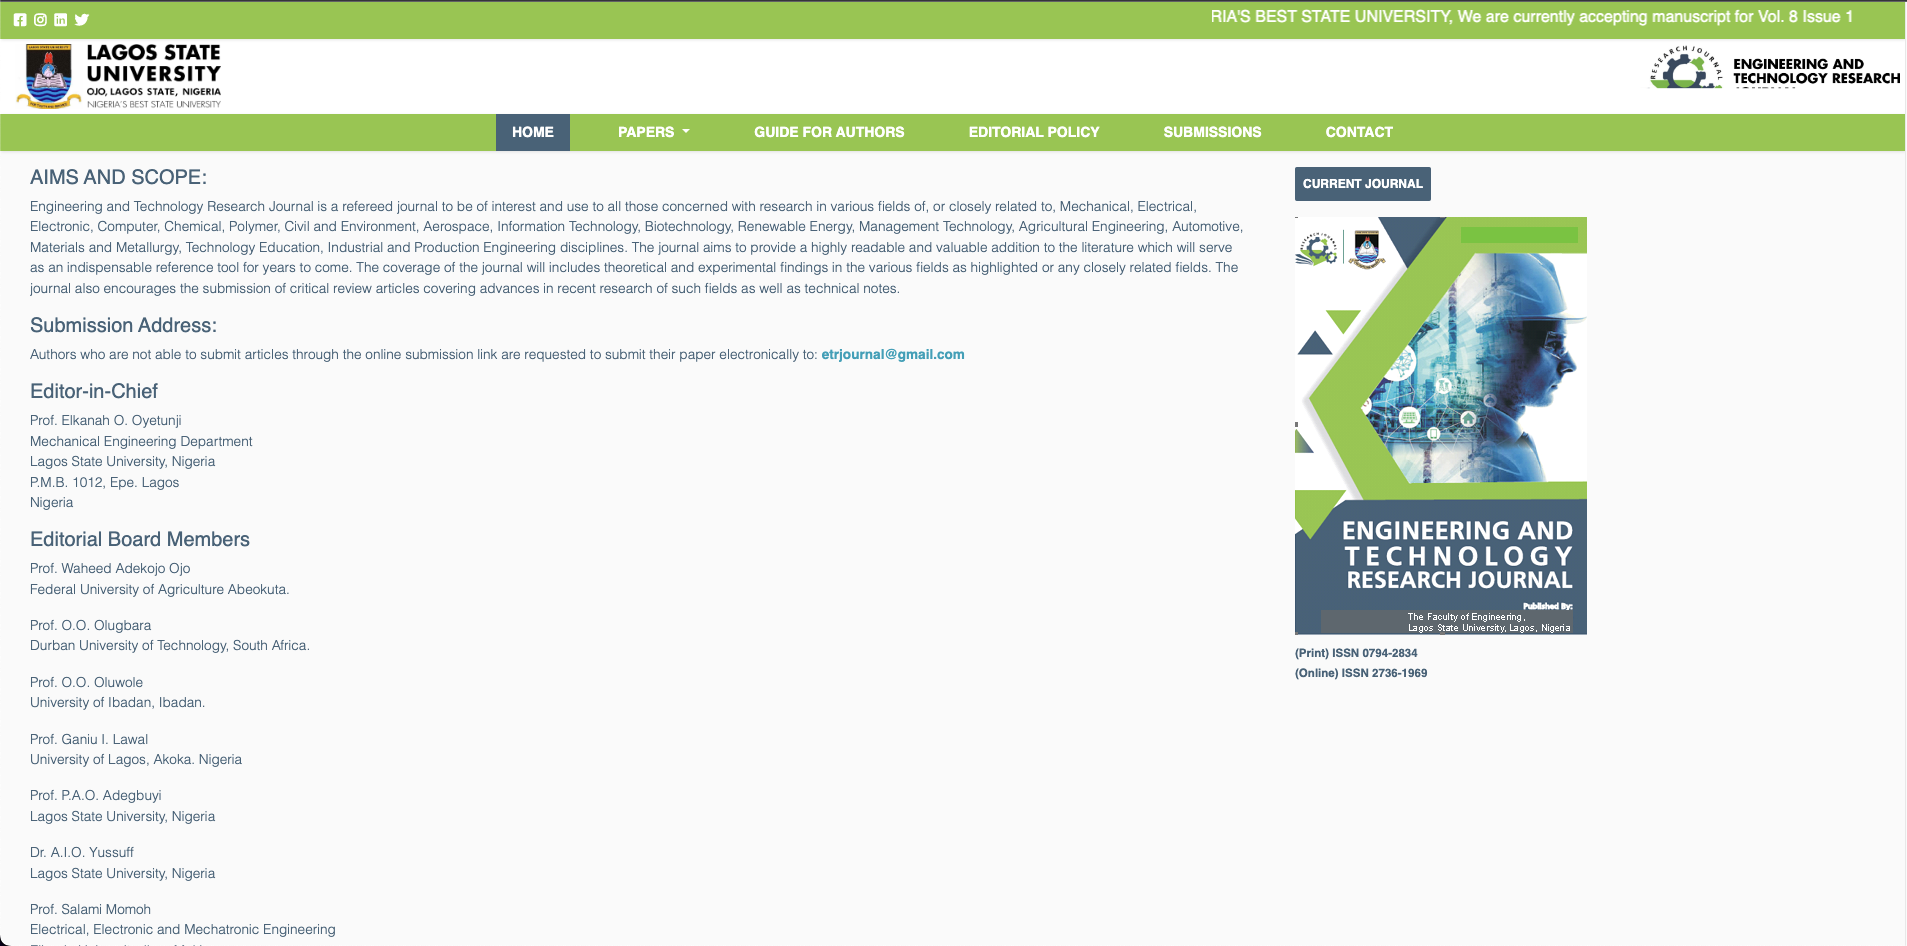 RIA'S BEST STATE UNIVERSITY, We are currently accepting manuscript for Vol. 8 Issue 1
LAGOS STATE
UNIVERSITY
OJO, LAGOS STATE, NIGERIA
NIGERIA'S BEST STATE UNIVERSITY
RESEARCH JOURNAL
ENGINEERING AND
TECHNOLOGY RESEARCH
HOME
PAPERS
GUIDE FOR AUTHORS
EDITORIAL POLICY
SUBMISSIONS
CONTACT
AIMS AND SCOPE:
Engineering and Technology Research Journal is a refereed journal to be of interest and use to all those concerned with research in various fields of, or closely related to, Mechanical, Electrical,
Electronic, Computer, Chemical, Polymer, Civil and Environment, Aerospace, Information Technology, Biotechnology, Renewable Energy, Management Technology, Agricultural Engineering, Automotive,
Materials and Metallurgy, Technology Education, Industrial and Production Engineering disciplines. The journal aims to provide a highly readable and valuable addition to the literature which will serve
as an indispensable reference tool for years to come. The coverage of the journal will includes theoretical and experimental findings in the various fields as highlighted or any closely related fields. The
journal also encourages the submission of critical review articles covering advances in recent research of such fields as well as technical notes.
Submission Address:
Authors who are not able to submit articles through the online submission link are requested to submit their paper electronically to: etrjournal@gmail.com
Editor-in-Chief
Prof. Elkanah O. Oyetunji
Mechanical Engineering Department
Lagos State University, Nigeria
P.M.B. 1012, Epe. Lagos
Nigeria
Editorial Board Members
Prof. Waheed Adekojo Ojo
Federal University of Agriculture Abeokuta.
Prof. O.O. Olugbara
Durban University of Technology, South Africa.
Prof. O.O. Oluwole
University of Ibadan, Ibadan.
Prof. Ganiu I. Lawal
University of Lagos, Akoka. Nigeria
Prof. P.A.O. Adegbuyi
Lagos State University, Nigeria
Dr. A.I.O. Yussuff
Lagos State University, Nigeria
Prof. Salami Momoh
Electrical, Electronic and Mechatronic Engineering
CURRENT JOURNAL
ENGINEERING AND
TECHNOLOGY
RESEARCH JOURNAL
Published By:
The Faculty of Engineering,
Lagos State University, Lagos, Nigeria
(Print) ISSN 0794-2834
(Online) ISSN 2736-1969